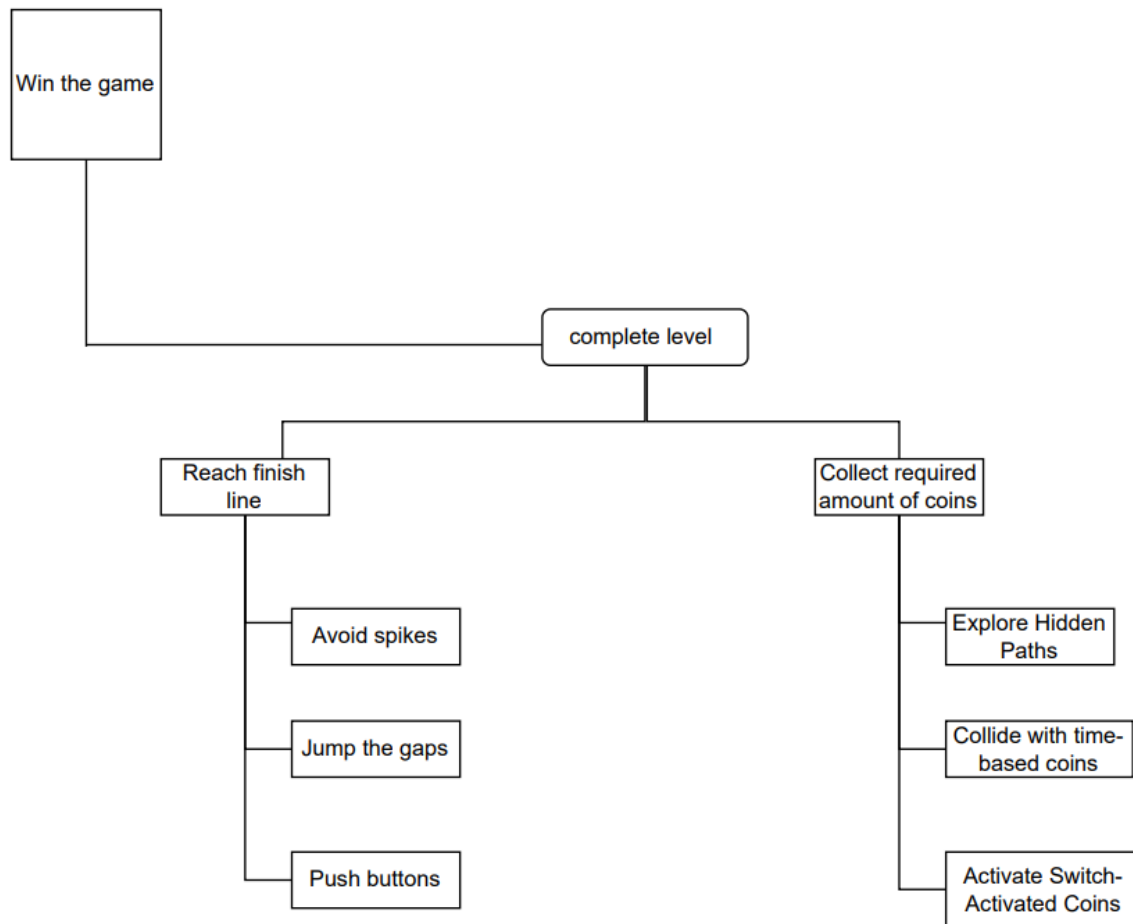 Win the game
complete level
Reach finish
line
Collect required
amount of coins
Avoid spikes
Explore Hidden
Paths
Jump the gaps
Collide with time-
based coins
Push buttons
Activate Switch-
Activated Coins